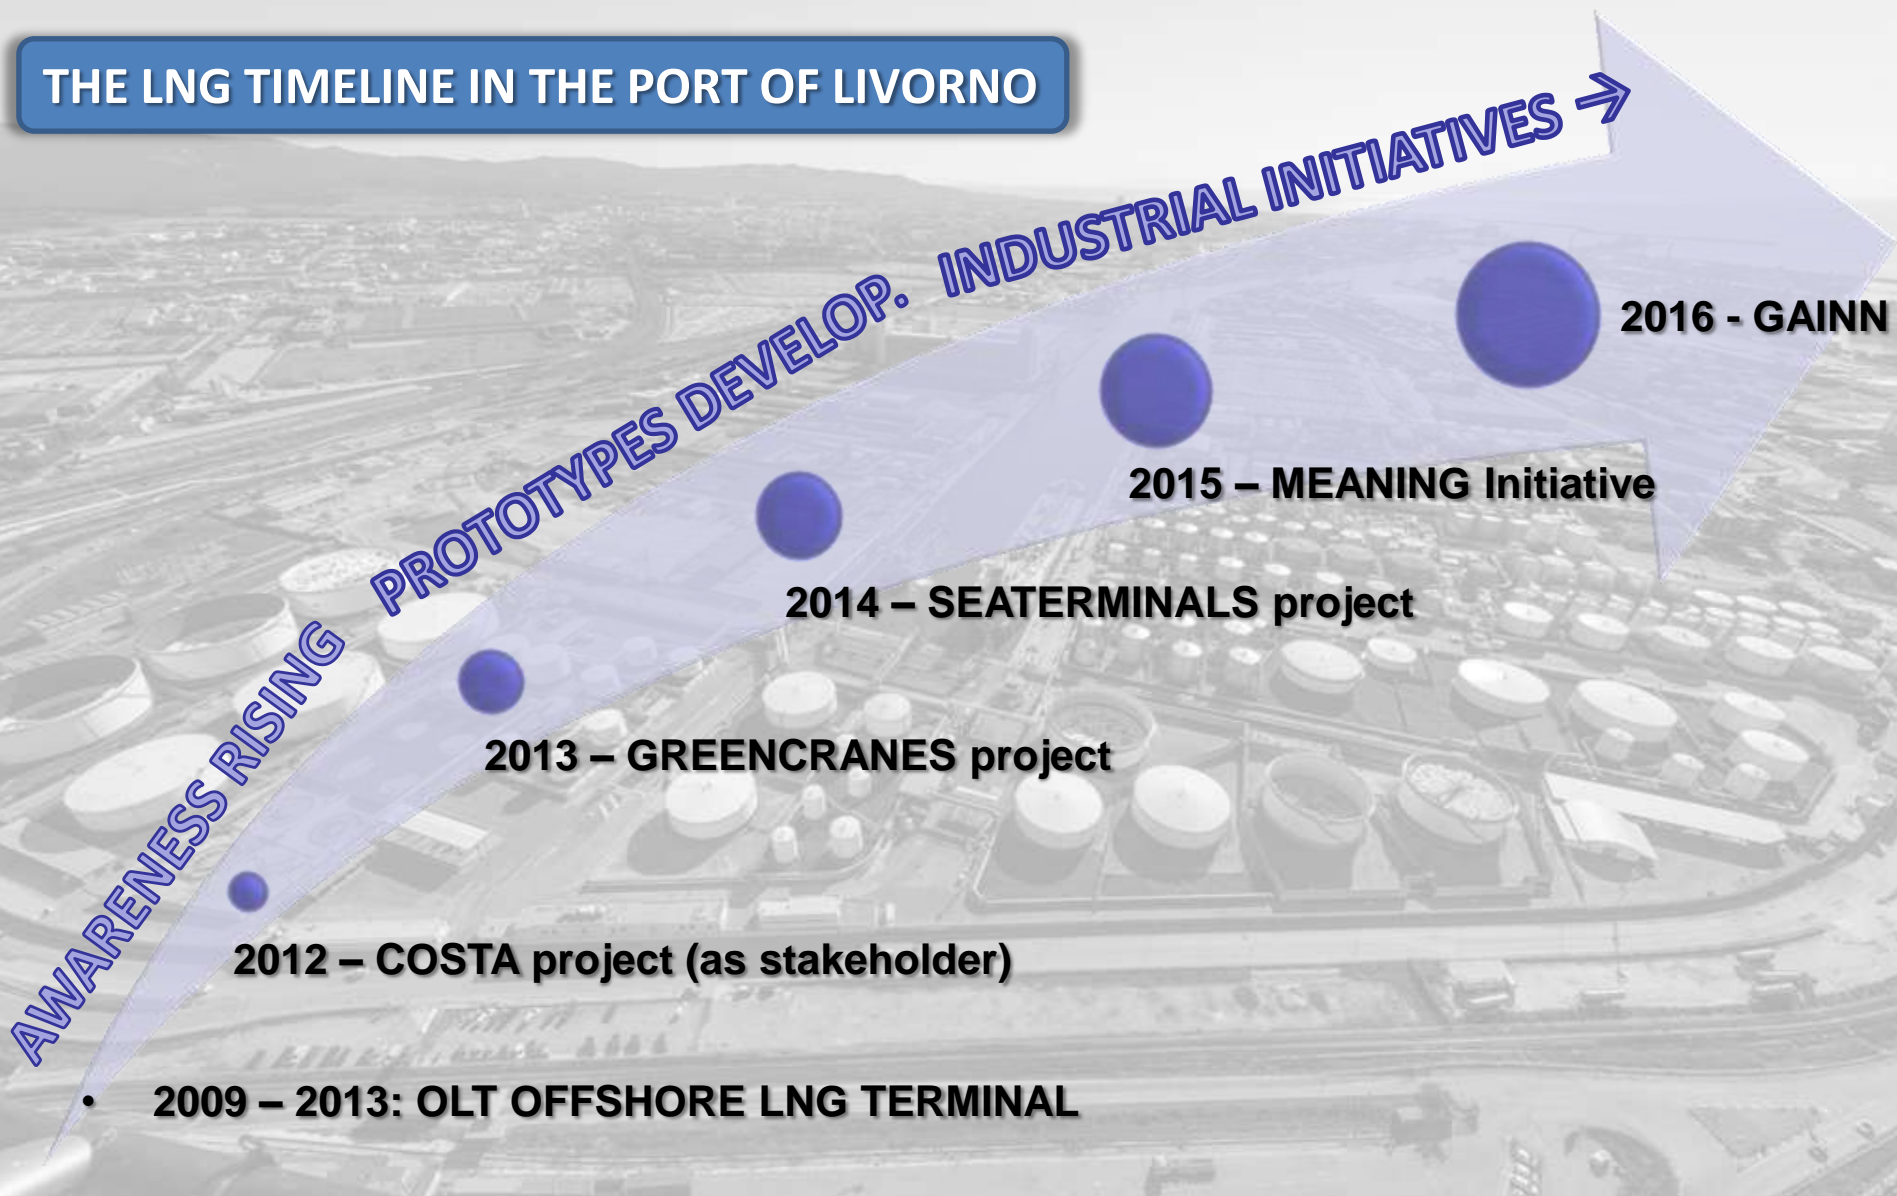 THE LNG TIMELINE IN THE PORT OF LIVORNO
AWARENESS RISING
PROTOTYPES DEVELOP.
INDUSTRIAL INITIATIVES →
2016 - GAINN
2015 – MEANING Initiative
2014 – SEATERMINALS project
2013 – GREENCRANES project
2012 – COSTA project (as stakeholder)
• 2009 – 2013: OLT OFFSHORE LNG TERMINAL